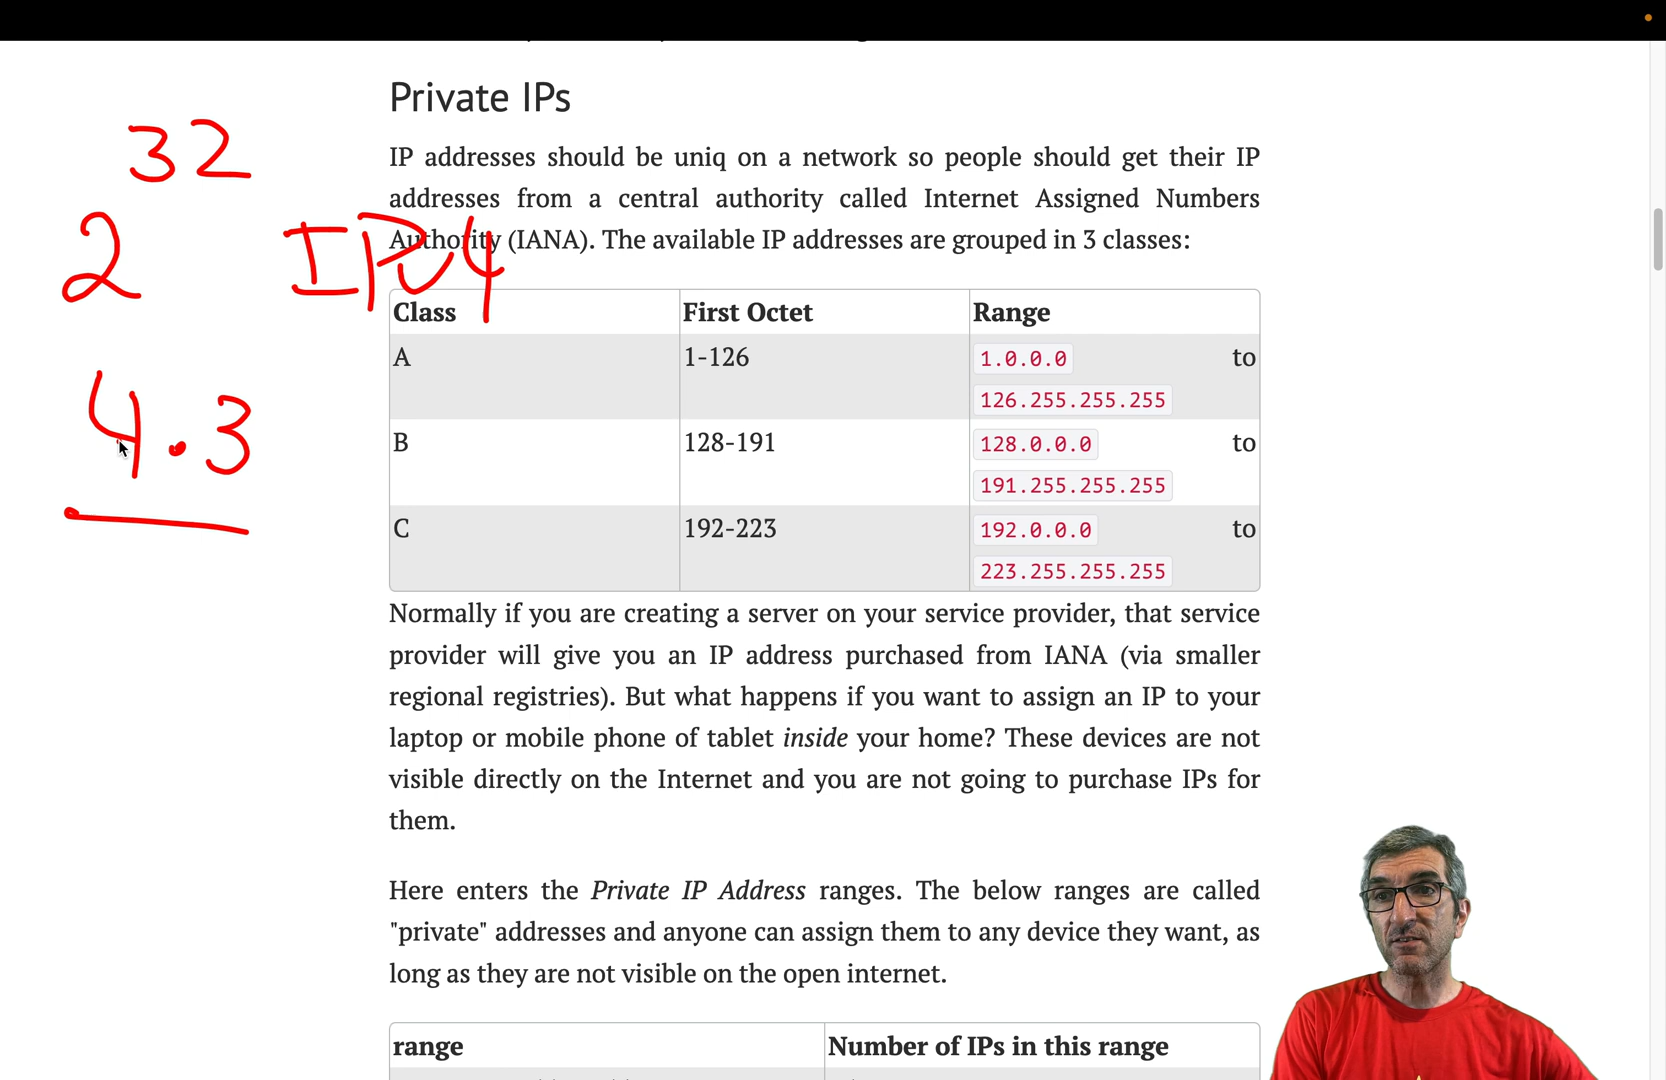 Private IPs
32
2
IPv4
4.3
IP addresses should be uniq on a network so people should get their IP
addresses from a central authority called Internet Assigned Numbers
Authority (IANA). The available IP addresses are grouped in 3 classes:
Class First Octet Range
A 1-126 1.0.0.0 to
126.255.255.255
B 128-191 128.0.0.0 to
191.255.255.255
C 192-223 192.0.0.0 to
223.255.255.255
Normally if you are creating a server on your service provider, that service
provider will give you an IP address purchased from IANA (via smaller
regional registries). But what happens if you want to assign an IP to your
laptop or mobile phone of tablet inside your home? These devices are not
visible directly on the Internet and you are not going to purchase IPs for
them.
Here enters the Private IP Address ranges. The below ranges are called
"private" addresses and anyone can assign them to any device they want, as
long as they are not visible on the open internet.
range Number of IPs in this range